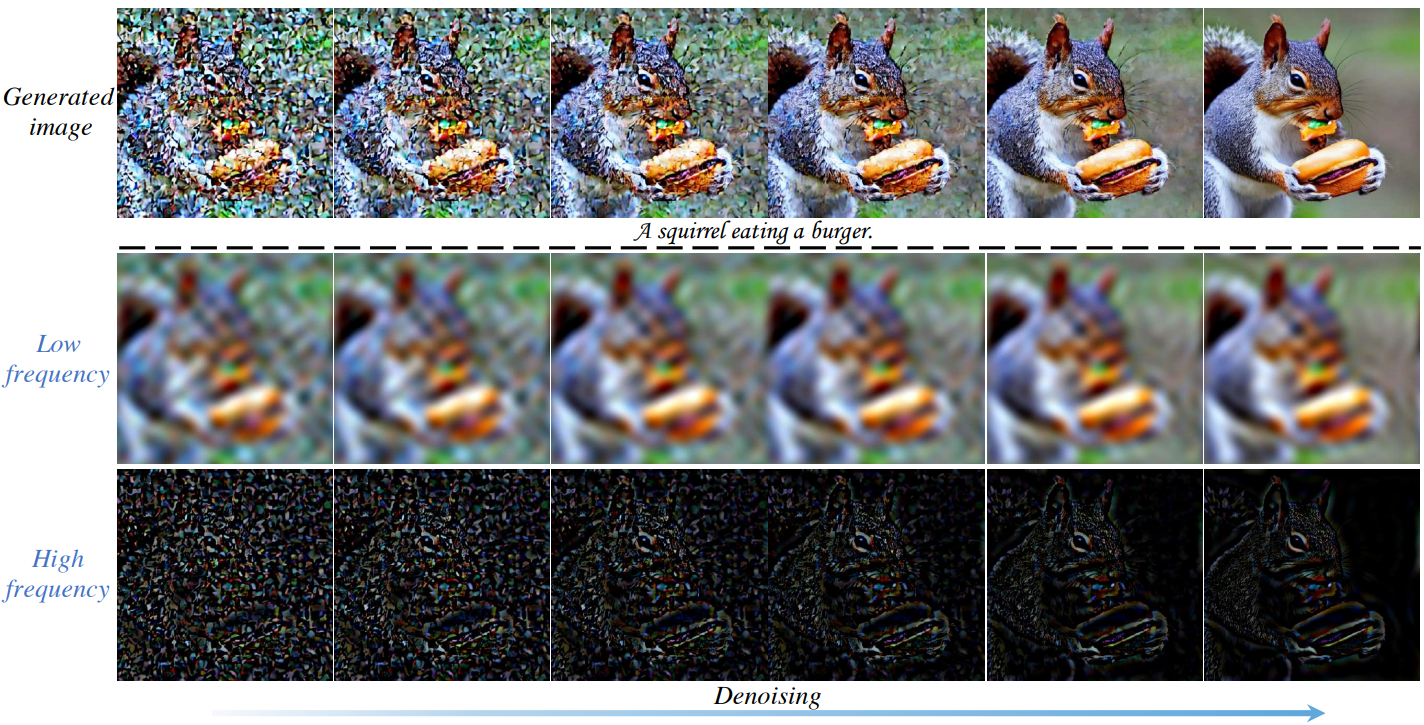 Generated
image
A squirrel eating a burger.
Low
frequency
High
frequency
Denoising